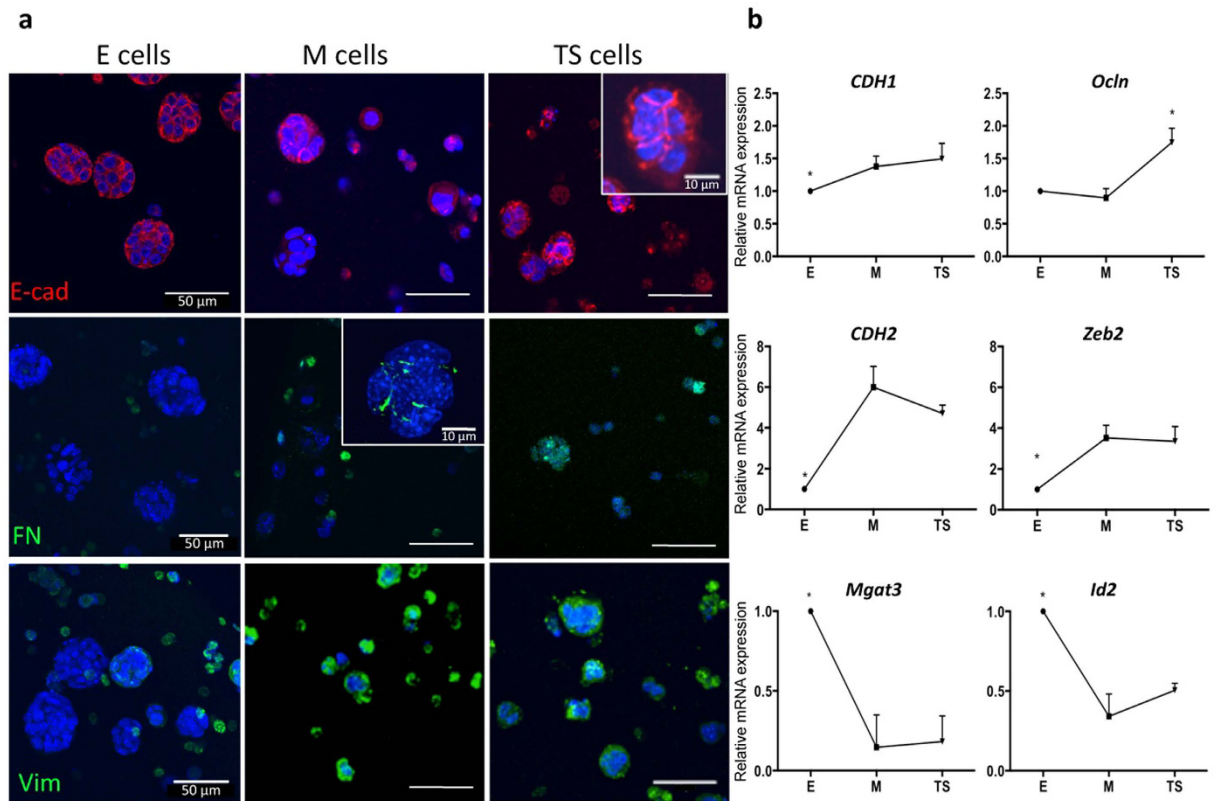 a
E cells
M cells
TS cells
10 µm
E-cad
50 µm
10 µm
FN
50 µm
Vim
50 µm
b
CDH1
Relative mRNA expression
2.5
2.0
1.5
1.0
0.5
0.0
*
E
M
TS
Ocln
2.5
2.0
1.5
1.0
0.5
0.0
*
E
M
TS
CDH2
Relative mRNA expression
8
6
4
2
0
*
E
M
TS
Zeb2
8
6
4
2
0
*
E
M
TS
Mgat3
Relative mRNA expression
1.0
0.5
0.0
*
E
M
TS
Id2
1.0
0.5
0.0
*
E
M
TS